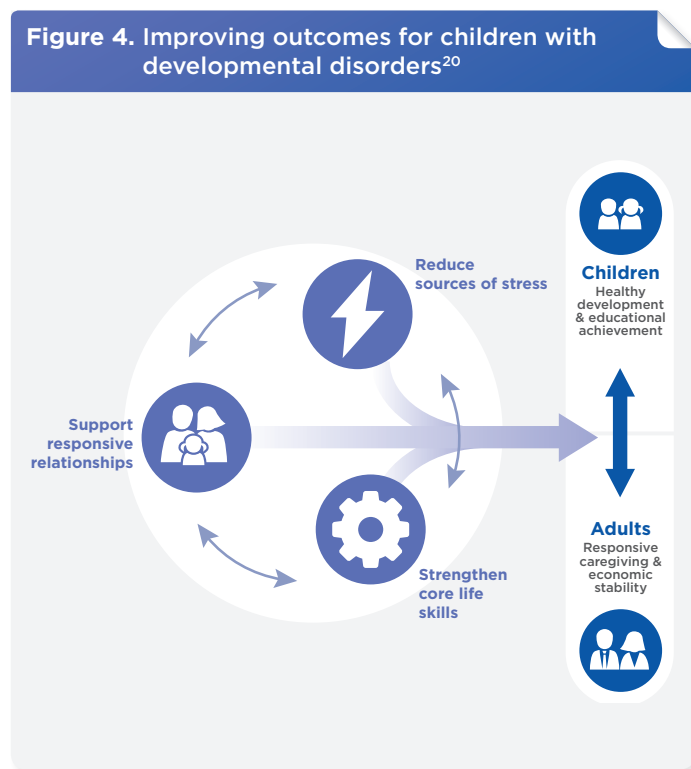 Figure 4. Improving outcomes for children with
developmental disorders20
Reduce
sources of stress
Support
responsive
relationships
Strengthen
core life
skills
Children
Healthy
development
& educational
achievement
Adults
Responsive
caregiving &
economic
stability